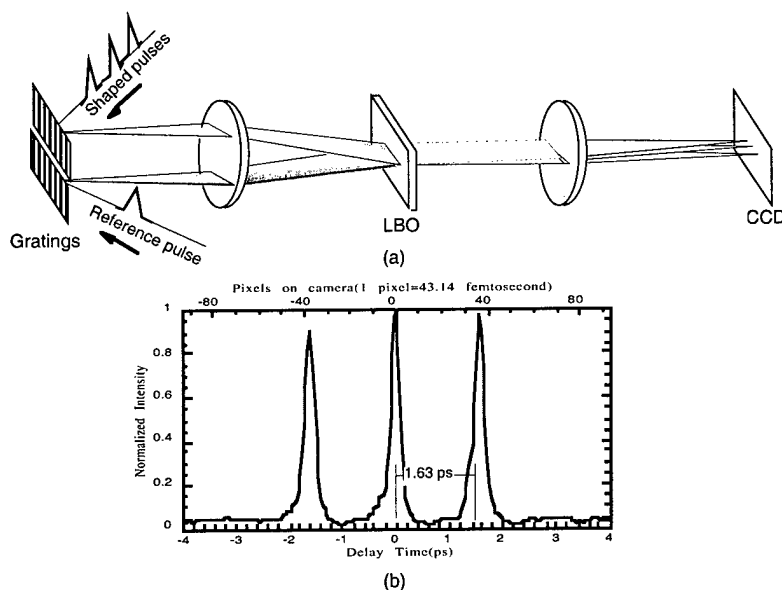 Shaped pulses
Reference pulse
Gratings
LBO
CCD
(a)
Pixels on camera(1 pixel=43.14 femtosecond)
-80 -40 0 40 80
Normalized Intensity
1
0.8
0.6
0.4
0.2
0
1.63 ps
-4 -2 -1 0 1 2 4
Delay Time(ps)
(b)